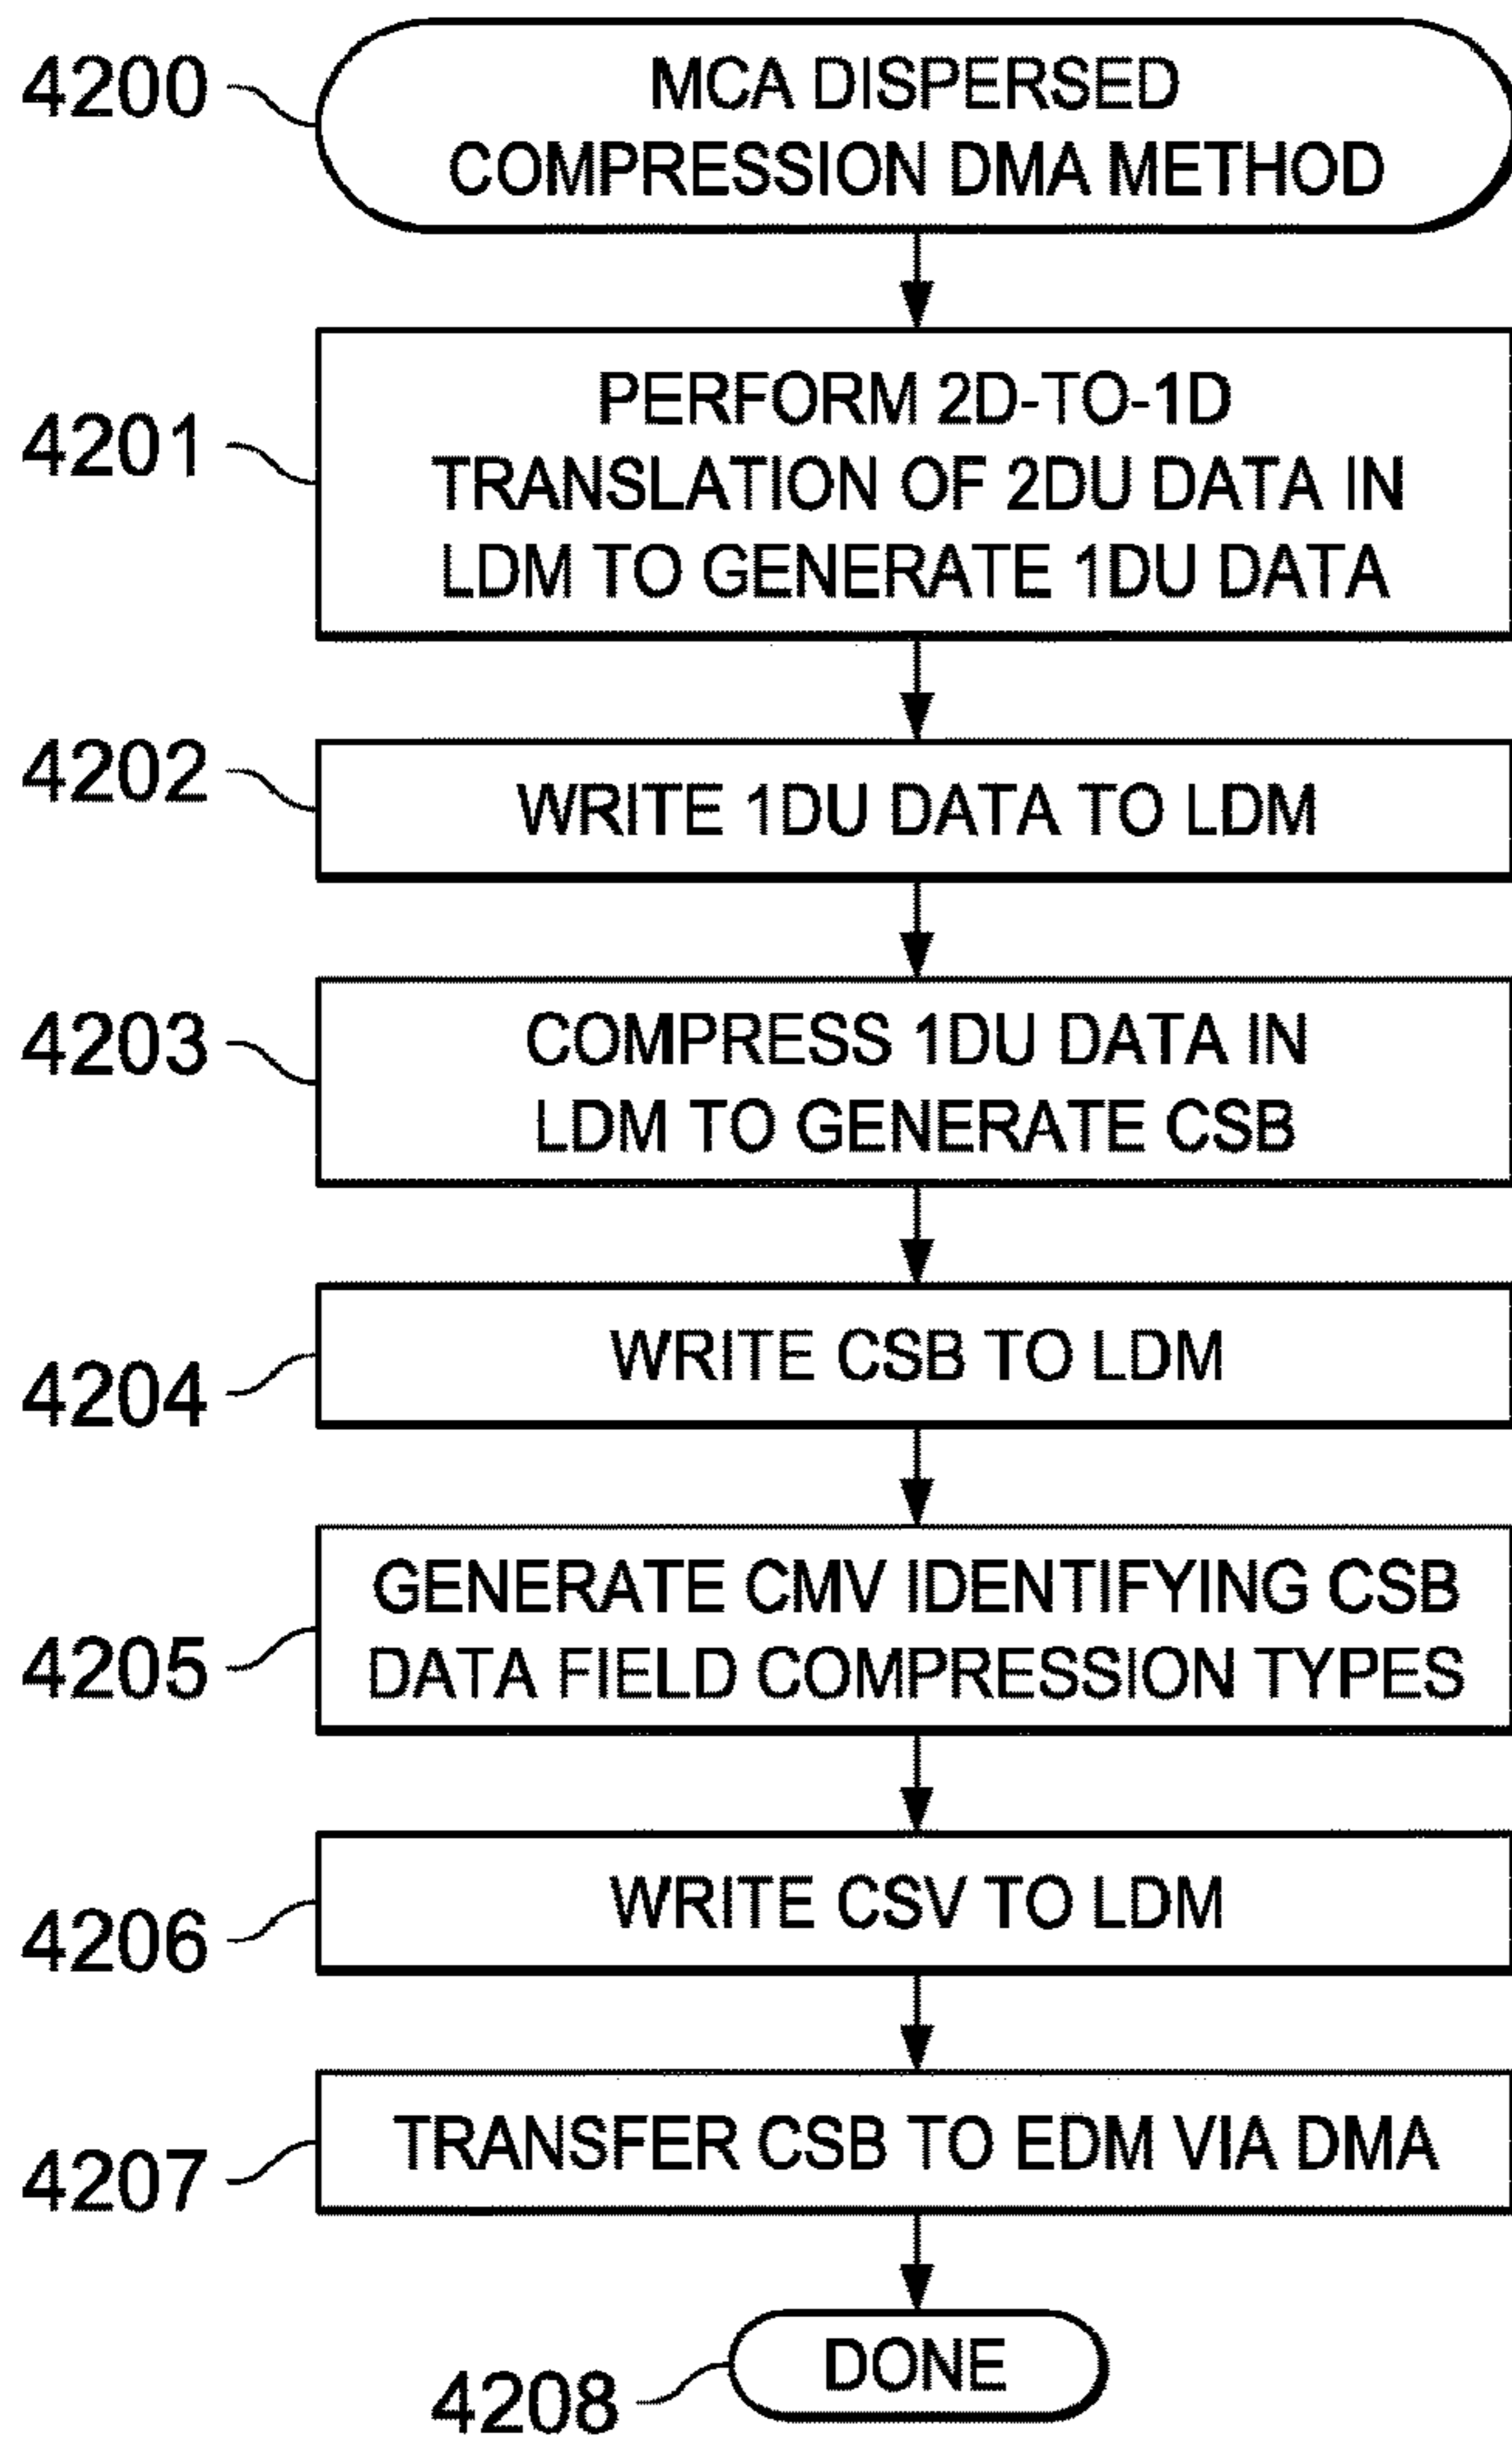 4200
MCA DISPERSED
COMPRESSION DMA METHOD
4201
PERFORM 2D-TO-1D
TRANSLATION OF 2DU DATA IN
LDM TO GENERATE 1DU DATA
4202
WRITE 1DU DATA TO LDM
4203
COMPRESS 1DU DATA IN
LDM TO GENERATE CSB
4204
WRITE CSB TO LDM
4205
GENERATE CMV IDENTIFYING CSB
DATA FIELD COMPRESSION TYPES
4206
WRITE CSV TO LDM
4207
TRANSFER CSB TO EDM VIA DMA
4208
DONE